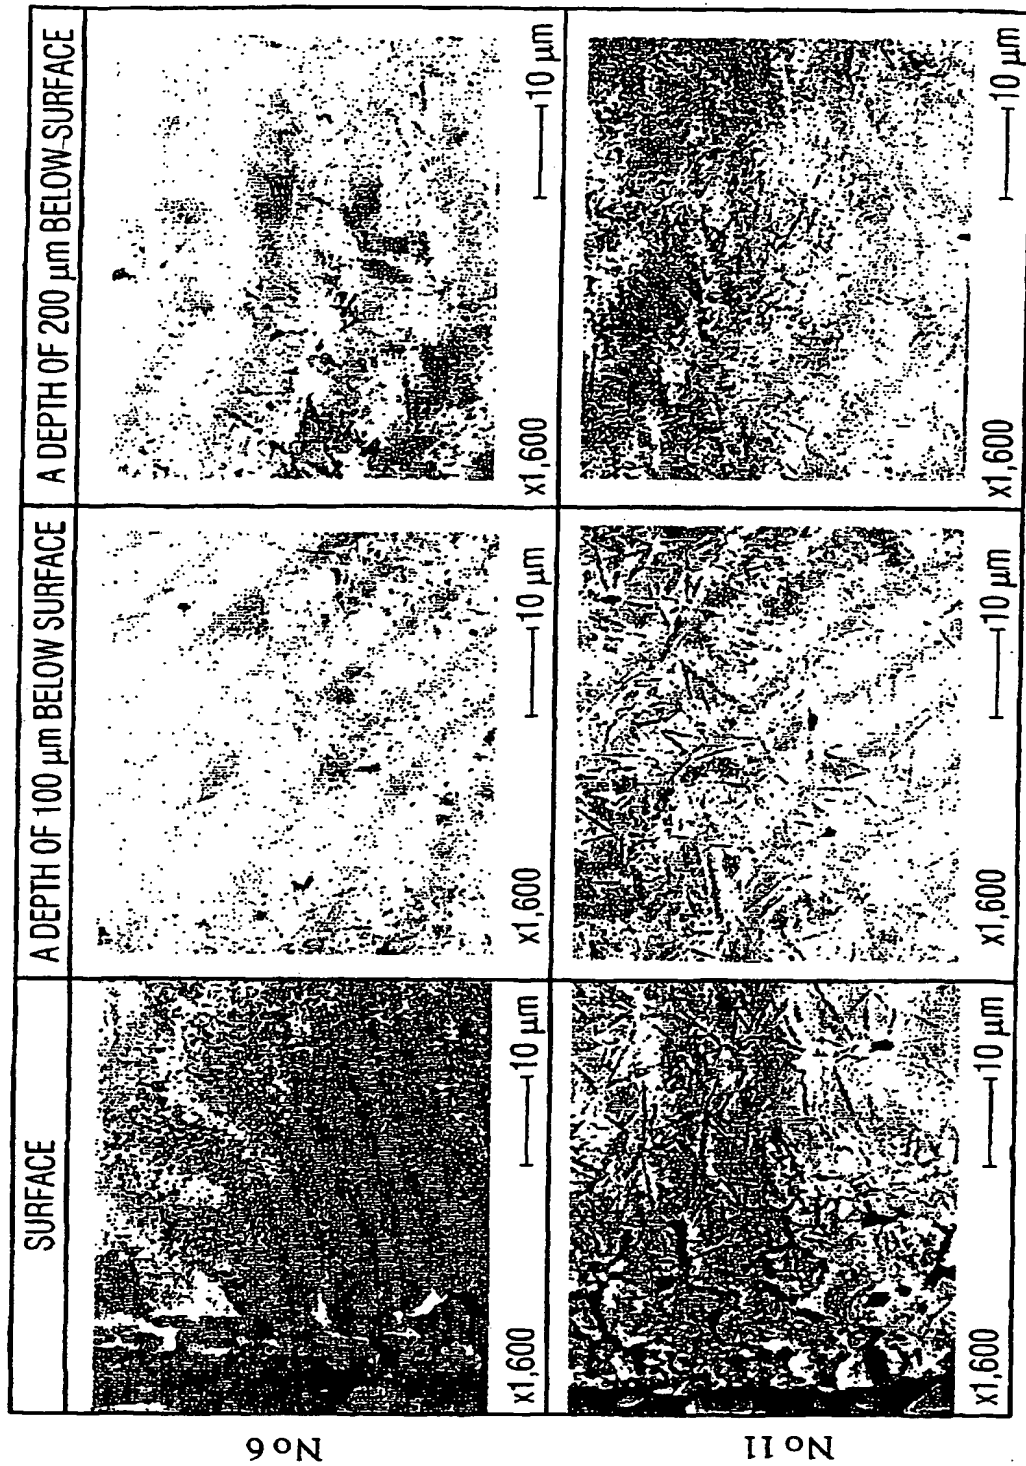 SURFACE
A DEPTH OF 100 μm BELOW SURFACE
A DEPTH OF 200 μm BELOW-SURFACE
No 6
x1,600
10 μm
x1,600
10 μm
x1,600
10 μm
No 11
x1,600
10 μm
x1,600
10 μm
x1,600
10 μm